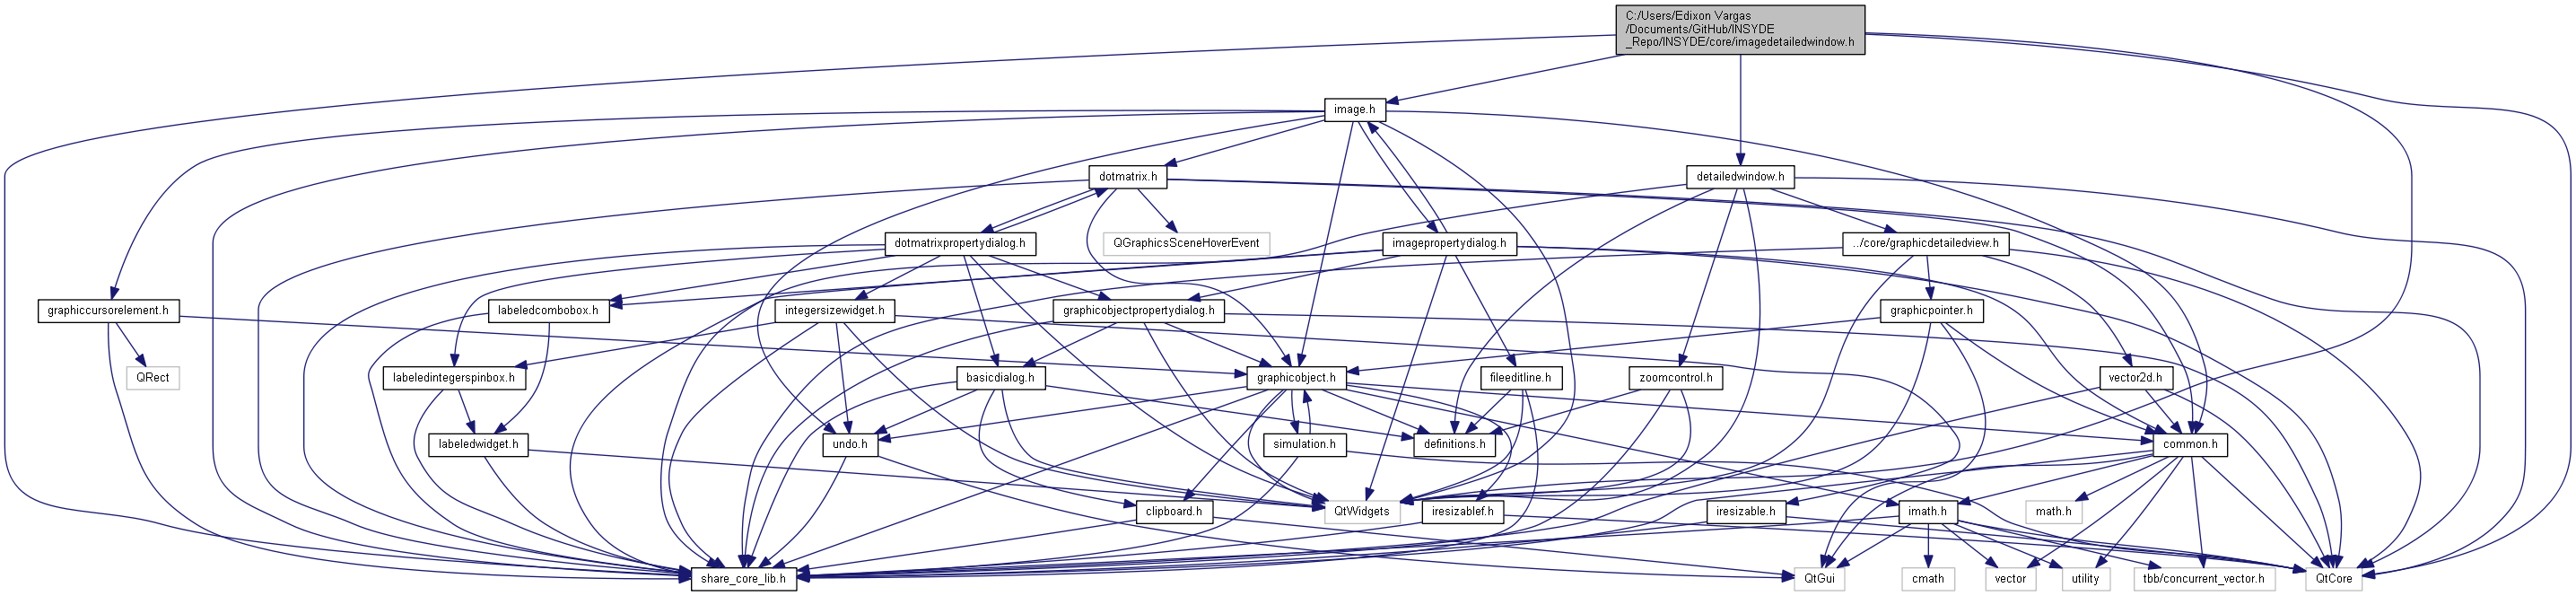 C:/Users/Edixon Vargas
/Documents/GitHub/INSYDE
_Repo/INSYDE/core/imagedetailedwindow.h
image.h
dotmatrix.h
detailedwindow.h
dotmatrixpropertydialog.h
QGraphicsSceneHoverEvent
imagepropertydialog.h
../core/graphicdetailedview.h
graphiccursorelement.h
labeledcombobox.h
integersizewidget.h
graphicobjectpropertydialog.h
graphicpointer.h
QRect
labeledintegerspinbox.h
basicdialog.h
graphicobject.h
fileeditline.h
zoomcontrol.h
vector2d.h
labeledwidget.h
undo.h
simulation.h
definitions.h
common.h
clipboard.h
QtWidgets
iresizablef.h
iresizable.h
imath.h
math.h
share_core_lib.h
QtGui
cmath
vector
utility
tbb/concurrent_vector.h
QtCore